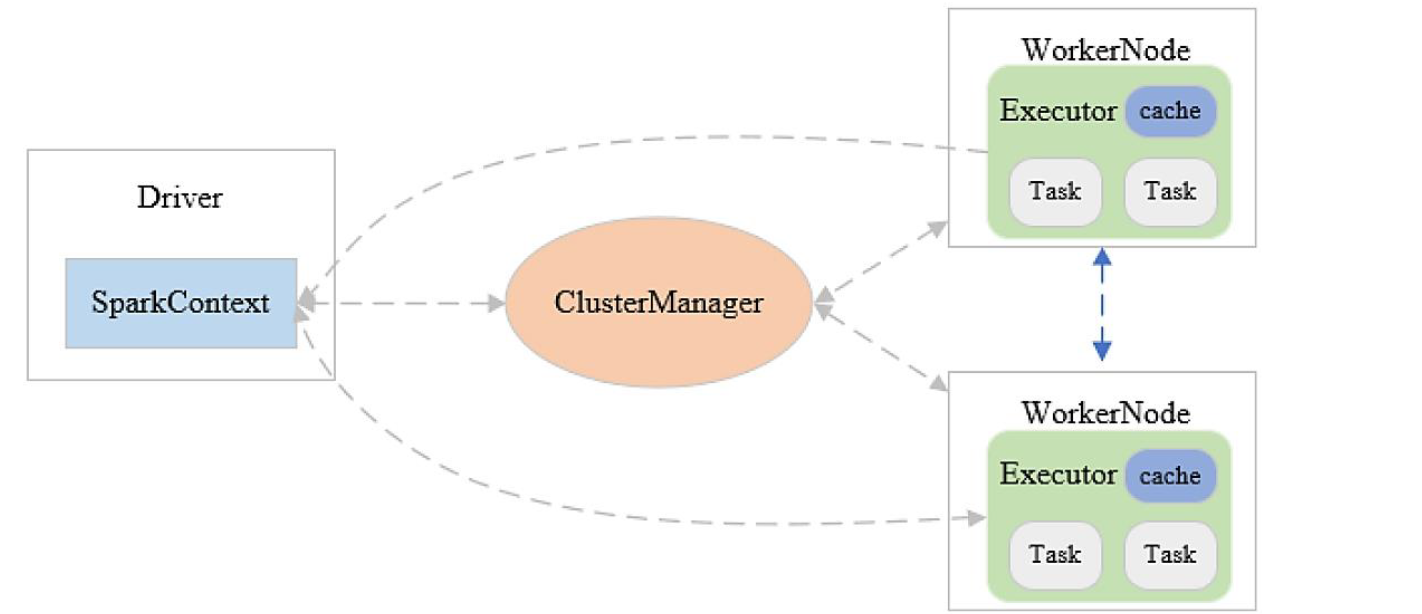 Driver
SparkContext
ClusterManager
WorkerNode
Executor cache
Task Task
WorkerNode
Executor cache
Task Task